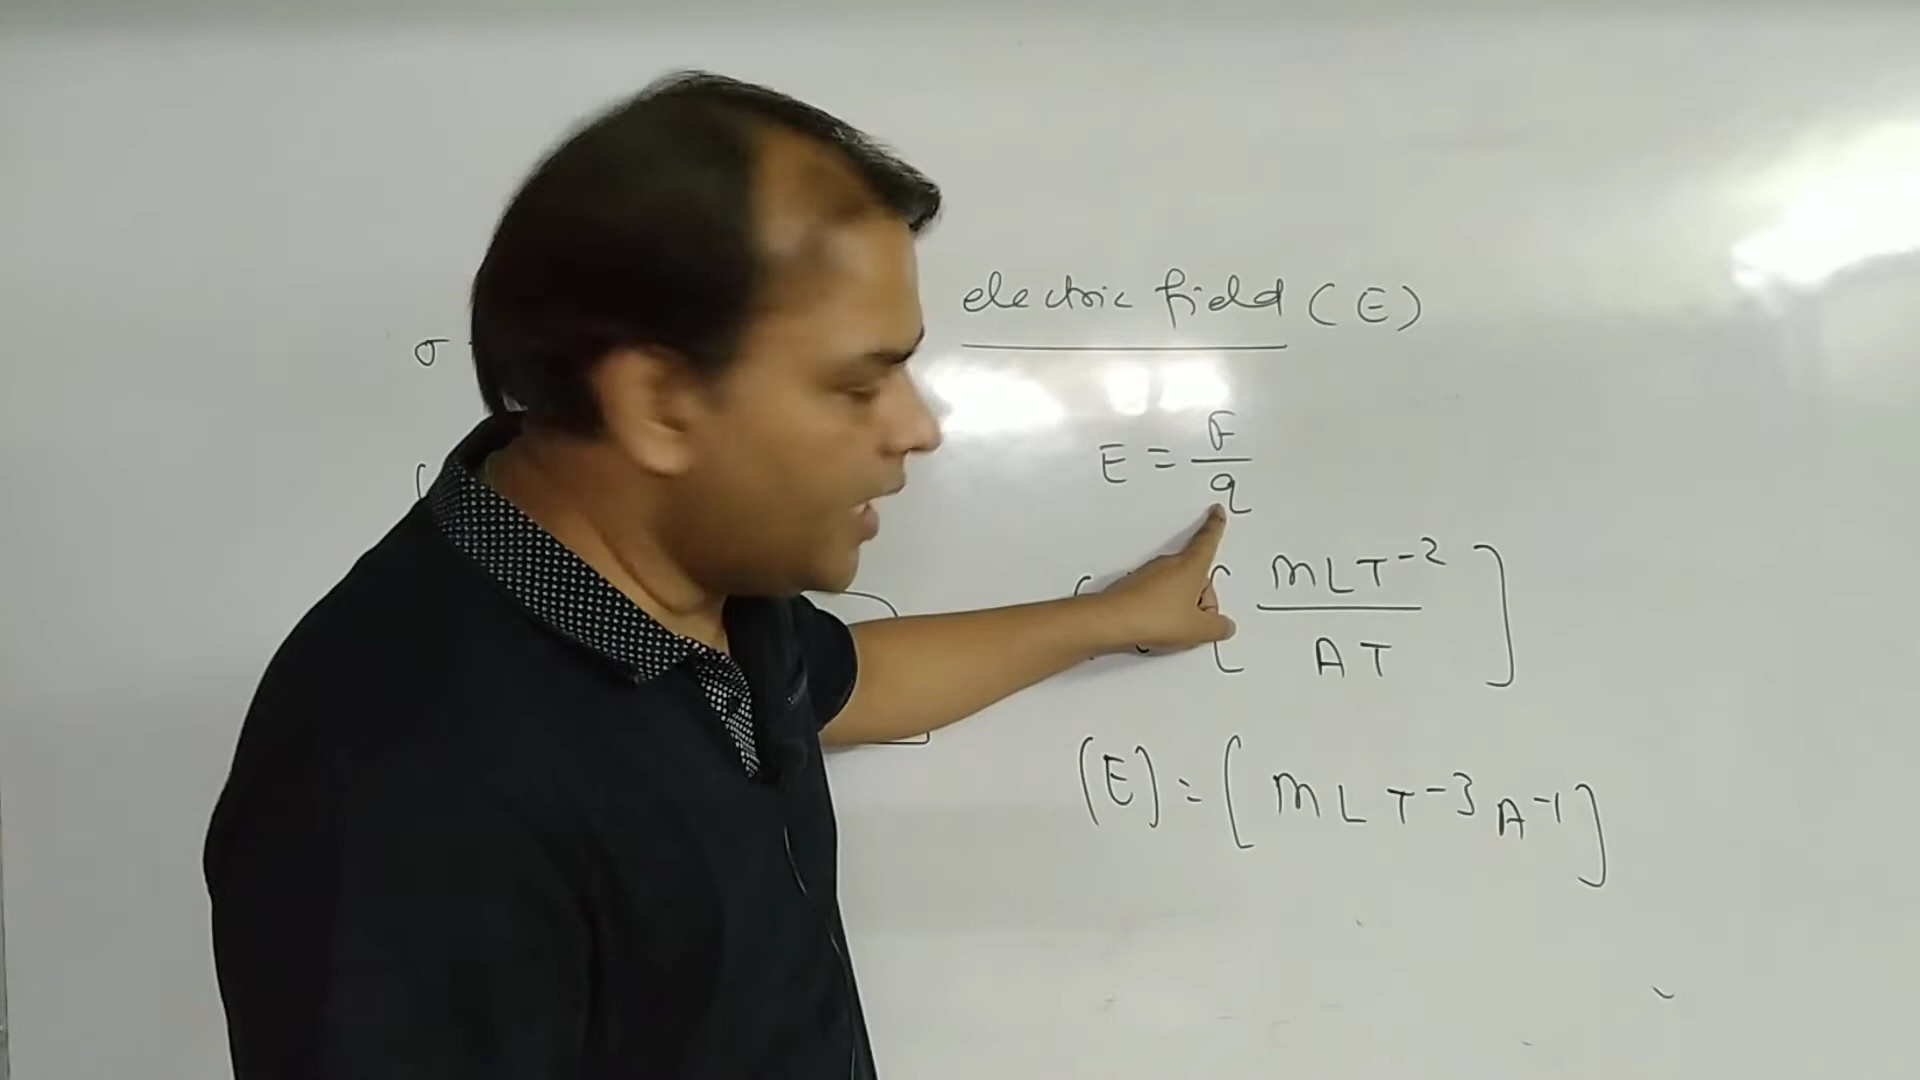 electric field (E)
σ
E = F/q
[MLT⁻²/AT]
[E] = [MLT⁻³A⁻¹]